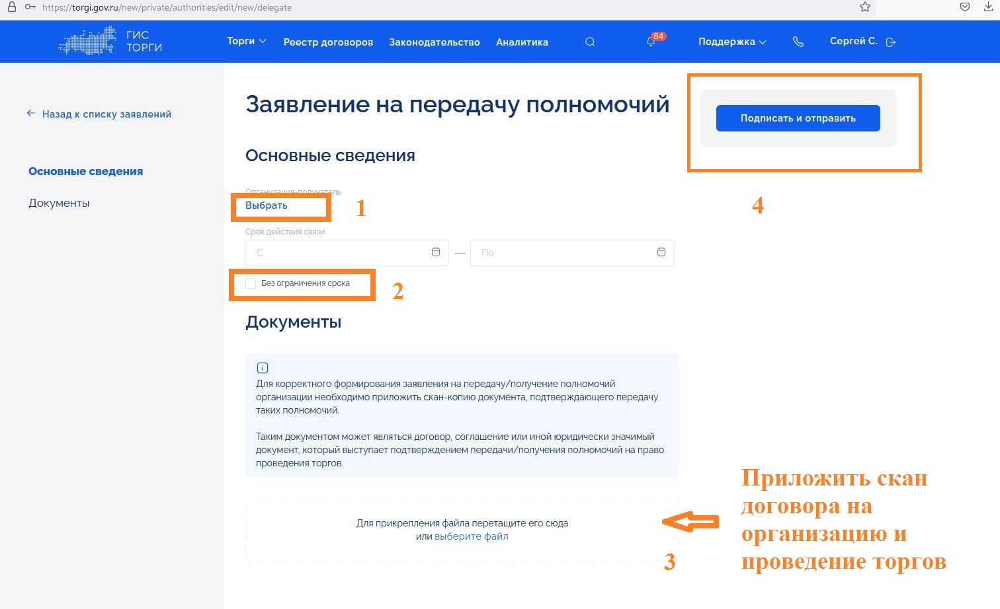 https://torgi.gov.ru/new/private/authorities/edit/new/delegate
ГИС
ТОРГИ
Торги
Реестр договоров
Законодательство
Аналитика
84
Поддержка
Сергей С.
Назад к списку заявлений
Основные сведения
Документы
Заявление на передачу полномочий
Подписать и отправить
4
Основные сведения
Организация-получатель
Выбрать
1
Срок действия связи
С
—
По
Без ограничения срока
2
Документы
Для корректного формирования заявления на передачу/получение полномочий
организации необходимо приложить скан-копию документа, подтверждающего передачу
таких полномочий.
Таким документом может являться договор, соглашение или иной юридически значимый
документ, который выступает подтверждением передачи/получения полномочий на право
проведения торгов.
Для прикрепления файла перетащите его сюда
или выберите файл
3
Приложить скан
договора на
организацию и
проведение торгов